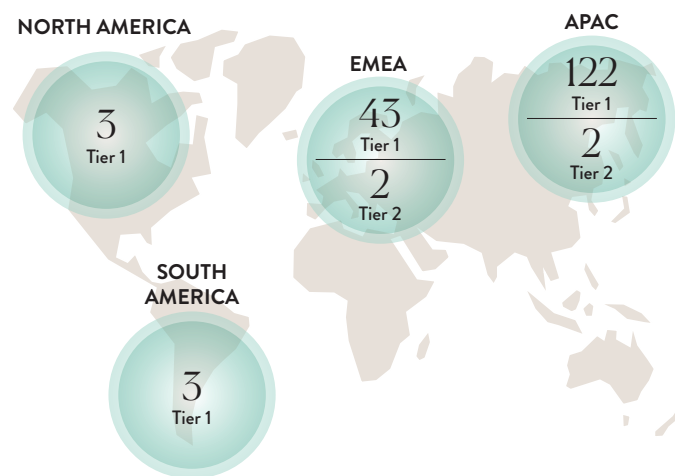 NORTH AMERICA
3
Tier 1
EMEA
43
Tier 1
2
Tier 2
APAC
122
Tier 1
2
Tier 2
SOUTH
AMERICA
3
Tier 1